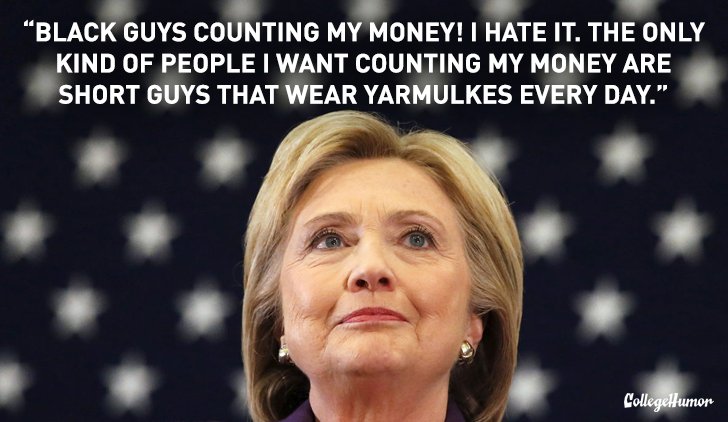 “BLACK GUYS COUNTING MY MONEY! I HATE IT. THE ONLY
KIND OF PEOPLE I WANT COUNTING MY MONEY ARE
SHORT GUYS THAT WEAR YARMULKES EVERY DAY.”
CollegeHumor